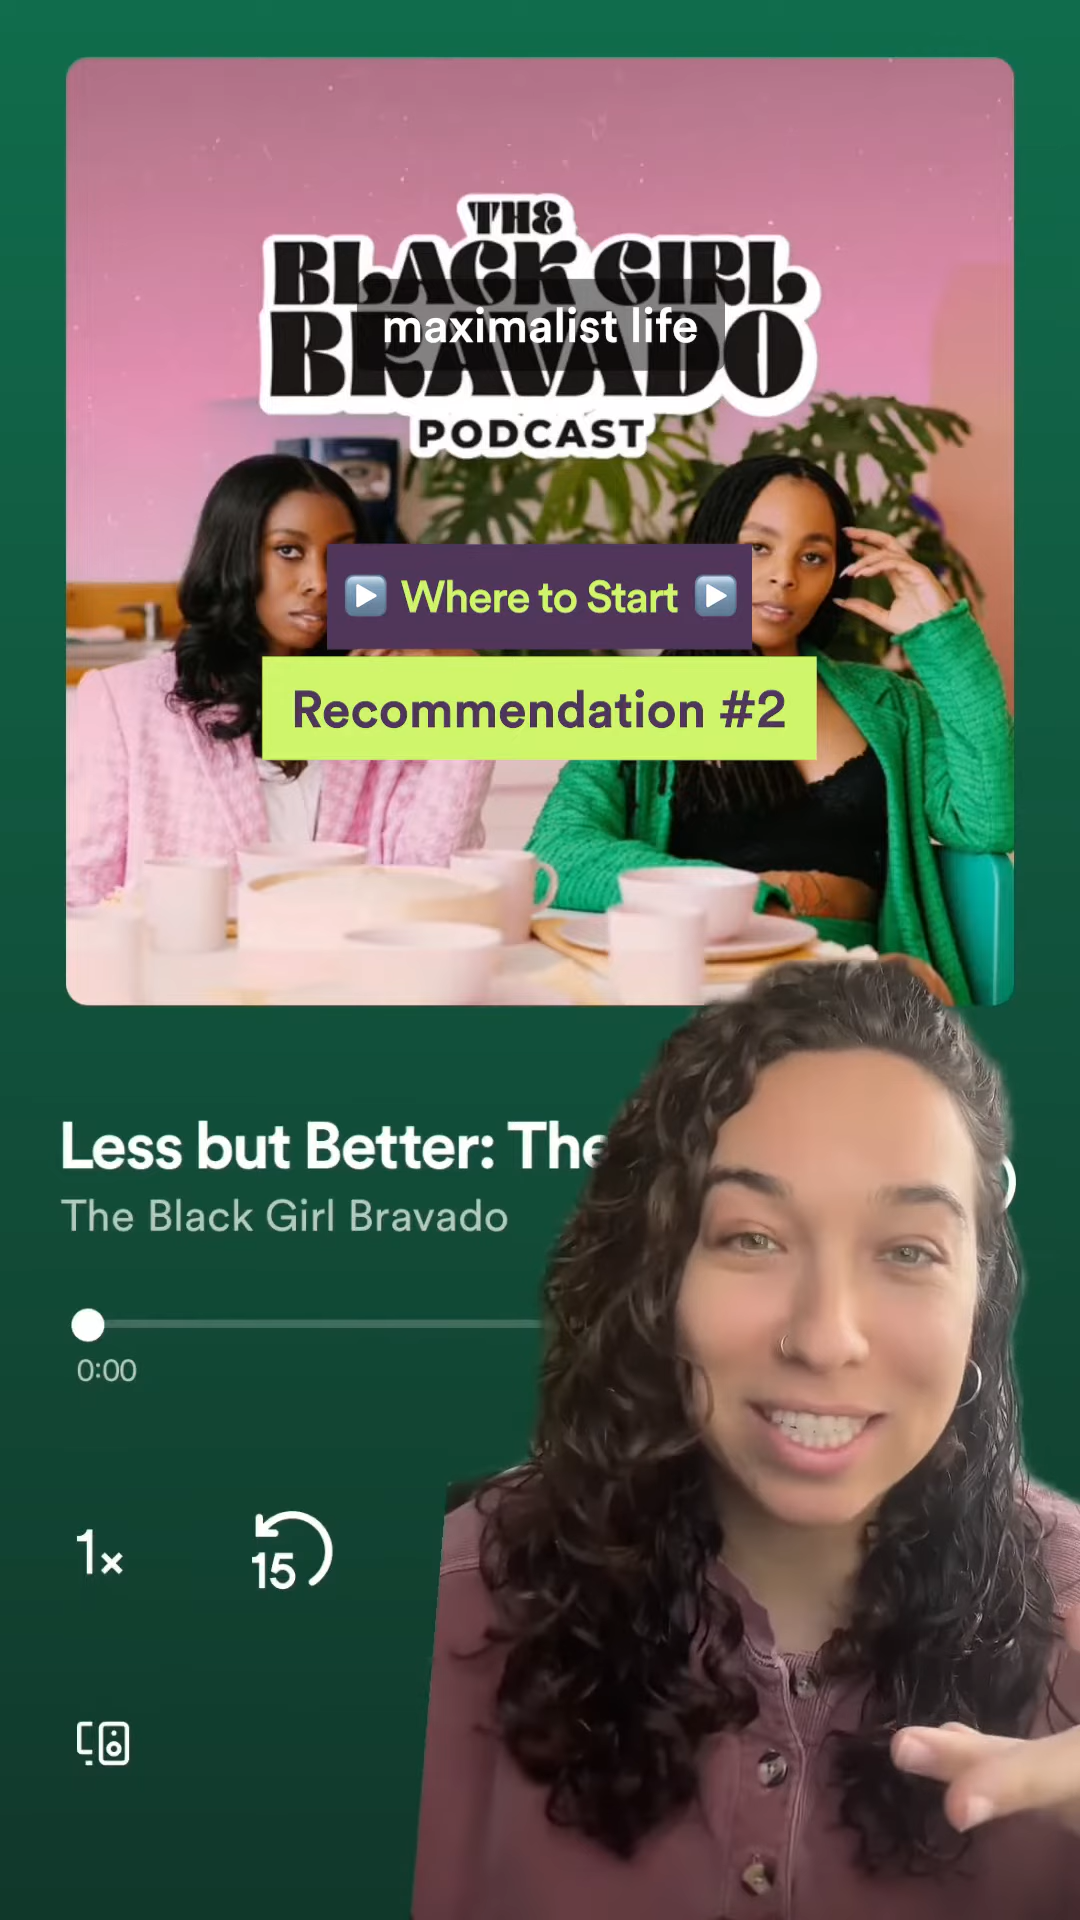 THE
BLACK GIRL
BRAVADO
PODCAST
maximalist life
▶️ Where to Start ▶️
Recommendation #2
Less but Better: The
The Black Girl Bravado
0:00
1×
15